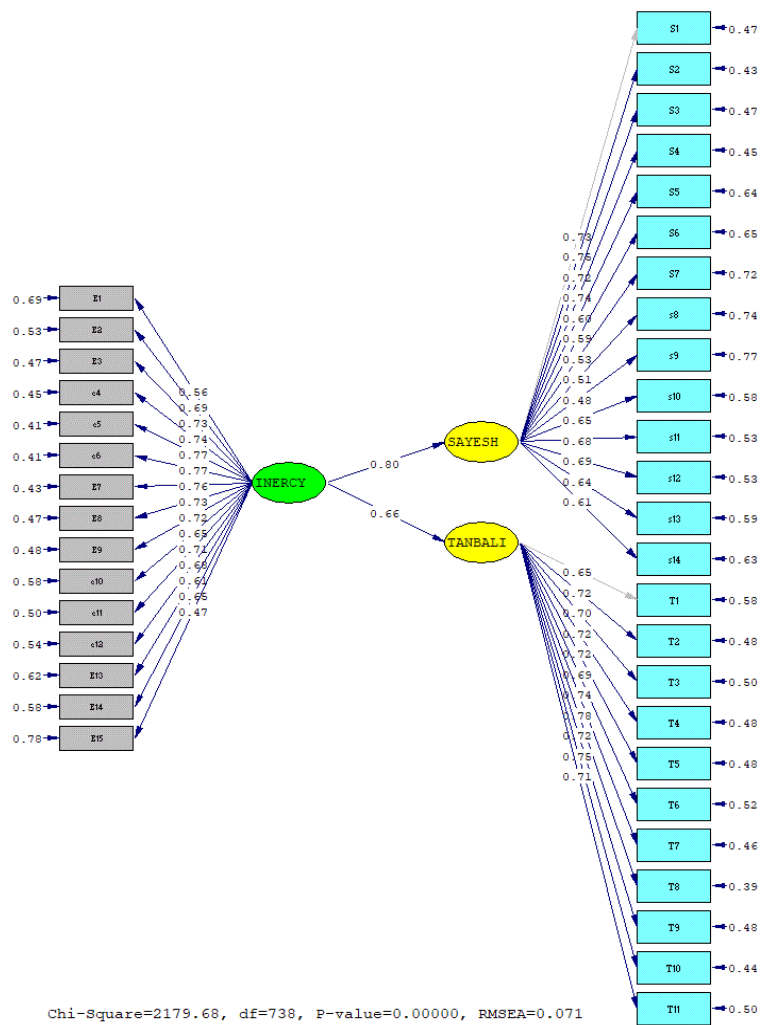 S1 0.47
S2 0.43
S3 0.47
S4 0.45
S5 0.64
S6 0.65
S7 0.72
s8 0.74
s9 0.77
s10 0.58
s11 0.53
s12 0.53
s13 0.59
s14 0.63
T1 0.58
T2 0.48
T3 0.50
T4 0.48
T5 0.48
T6 0.52
T7 0.46
T8 0.39
T9 0.48
T10 0.44
T11 0.50
0.73
0.75
0.72
0.74
0.60
0.59
0.53
0.51
0.48
0.65
0.68
0.69
0.64
0.61
0.65
0.72
0.70
0.72
0.72
0.69
0.74
0.78
0.72
0.75
0.71
SAYESH
TANBALI
0.80
0.66
INERCY
0.56
0.69
0.73
0.74
0.77
0.77
0.76
0.73
0.72
0.65
0.71
0.68
0.61
0.65
0.47
0.69 E1
0.53 E2
0.47 E3
0.45 c4
0.41 c5
0.41 c6
0.43 E7
0.47 E8
0.48 E9
0.58 c10
0.50 c11
0.54 c12
0.62 E13
0.58 E14
0.78 E15
Chi-Square=2179.68, df=738, P-value=0.00000, RMSEA=0.071